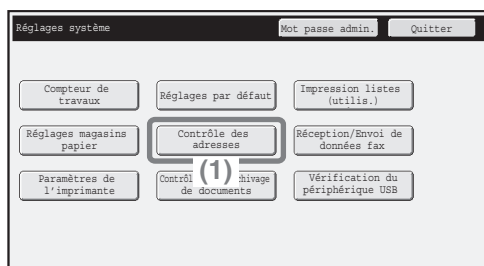 Réglages système
Mot passe admin.
Quitter
Compteur de
travaux
Réglages par défaut
Impression listes
(utilis.)
Réglages magasins
papier
Contrôle des
adresses
Réception/Envoi de
données fax
Paramètres de
l'imprimante
(1)
de documents
Vérification du
périphérique USB